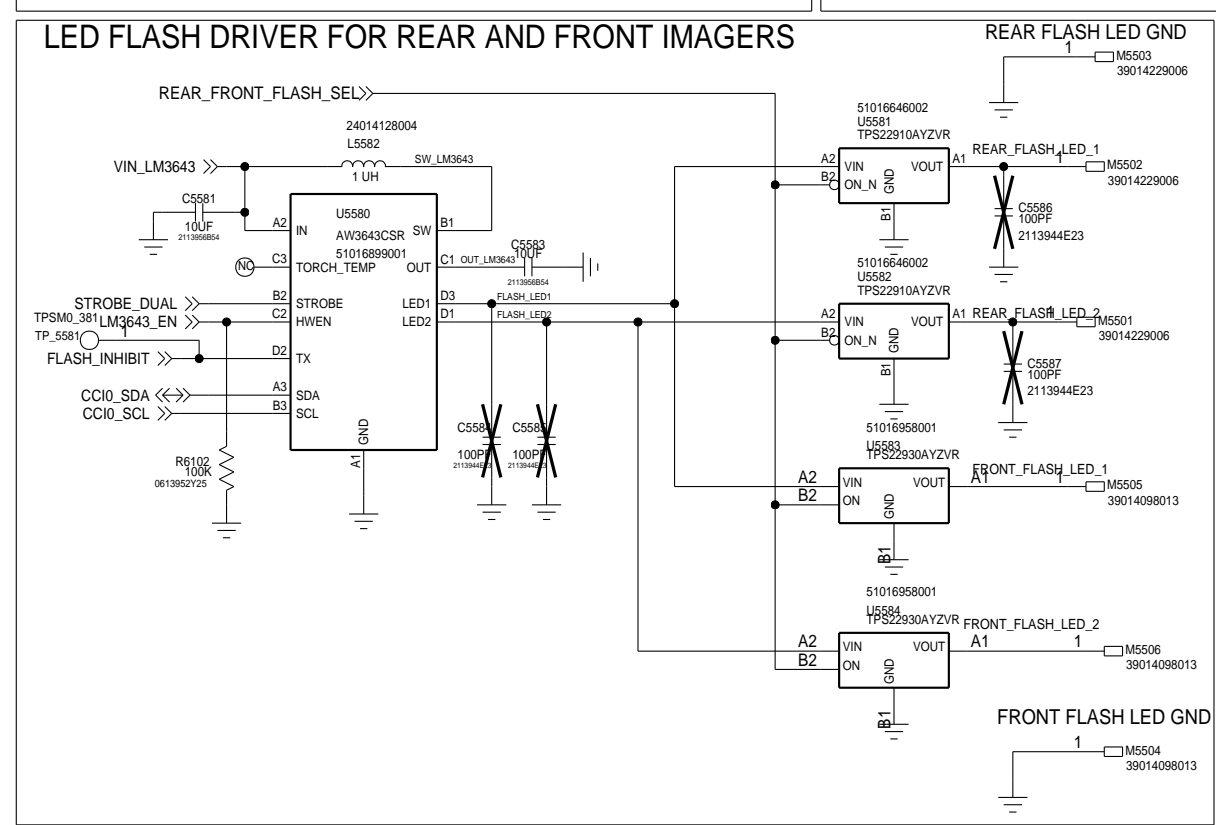 LED FLASH DRIVER FOR REAR AND FRONT IMAGERS
REAR FLASH LED GND
1
M5503
39014229006
REAR_FRONT_FLASH_SEL
24014128004
L5582
1 UH
SW_LM3643
VIN_LM3643
C5581
10UF
2113956B54
U5580
AW3643CSR
51016899001
A2 IN
SW B1
C3 TORCH_TEMP
NC
OUT C1 OUT_LM3643
C5583
10UF
2113956B54
STROBE_DUAL
B2 STROBE
LED1 D3 FLASH_LED1
TPSM0_381
LM3643_EN
C2 HWEN
LED2 D1 FLASH_LED2
TP_5581
1
FLASH_INHIBIT
D2 TX
CCI0_SDA
A3 SDA
CCI0_SCL
B3 SCL
GND
A1
R6102
100K
0613952Y25
C5584
100PF
2113944E23
C5585
100PF
2113944E23
51016646002
U5581
TPS22910AYZVR
A2 VIN
VOUT A1
B2 ON_N
GND
B1
REAR_FLASH_LED_1
1
M5502
39014229006
C5586
100PF
2113944E23
51016646002
U5582
TPS22910AYZVR
A2 VIN
VOUT A1
B2 ON_N
GND
B1
REAR_FLASH_LED_2
1
M5501
39014229006
C5587
100PF
2113944E23
51016958001
U5583
TPS22930AYZVR
A2 VIN
VOUT A1
B2 ON
GND
B1
FRONT_FLASH_LED_1
1
M5505
39014098013
51016958001
U5584
TPS22930AYZVR
A2 VIN
VOUT A1
B2 ON
GND
B1
FRONT_FLASH_LED_2
1
M5506
39014098013
FRONT FLASH LED GND
1
M5504
39014098013